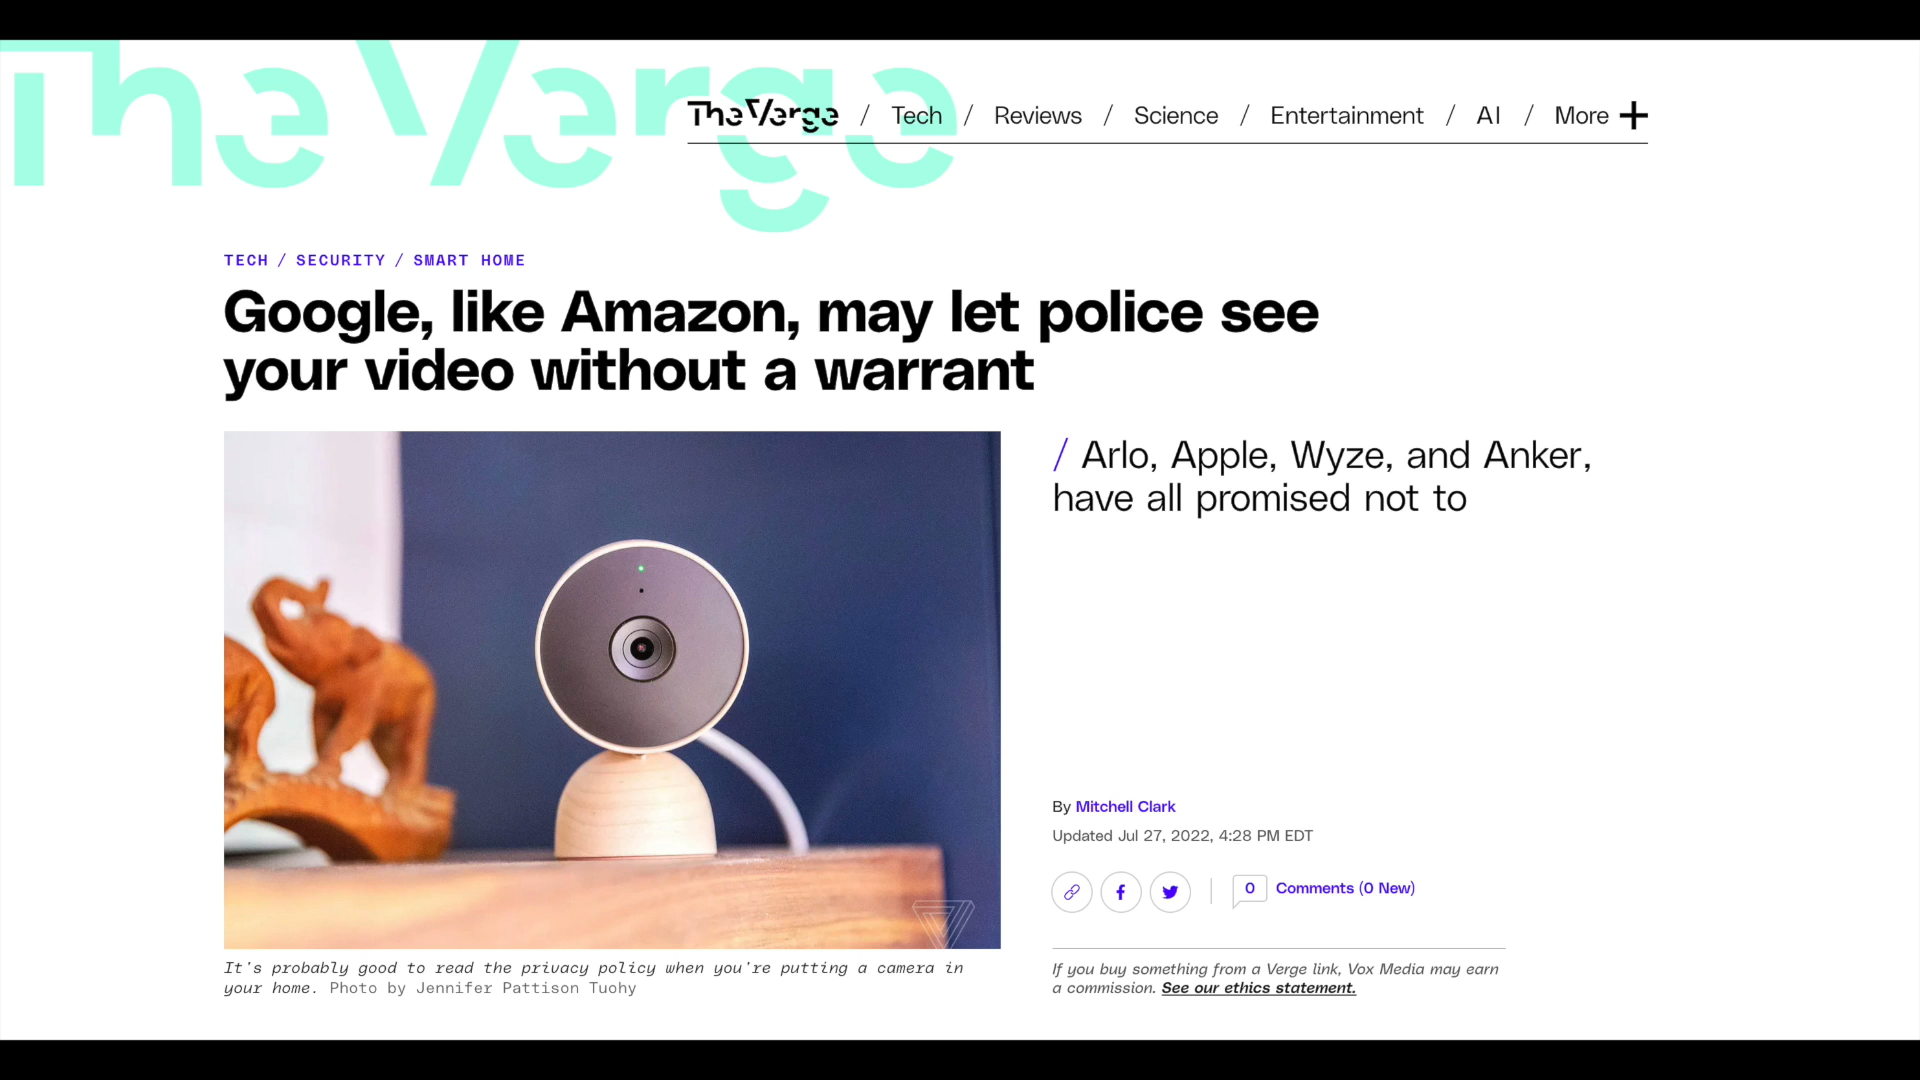 The Verge
The Verge / Tech / Reviews / Science / Entertainment / AI / More +
TECH / SECURITY / SMART HOME
Google, like Amazon, may let police see
your video without a warrant
/ Arlo, Apple, Wyze, and Anker,
have all promised not to
By Mitchell Clark
Updated Jul 27, 2022, 4:28 PM EDT
0 Comments (0 New)
It's probably good to read the privacy policy when you're putting a camera in
your home. Photo by Jennifer Pattison Tuohy
If you buy something from a Verge link, Vox Media may earn
a commission. See our ethics statement.